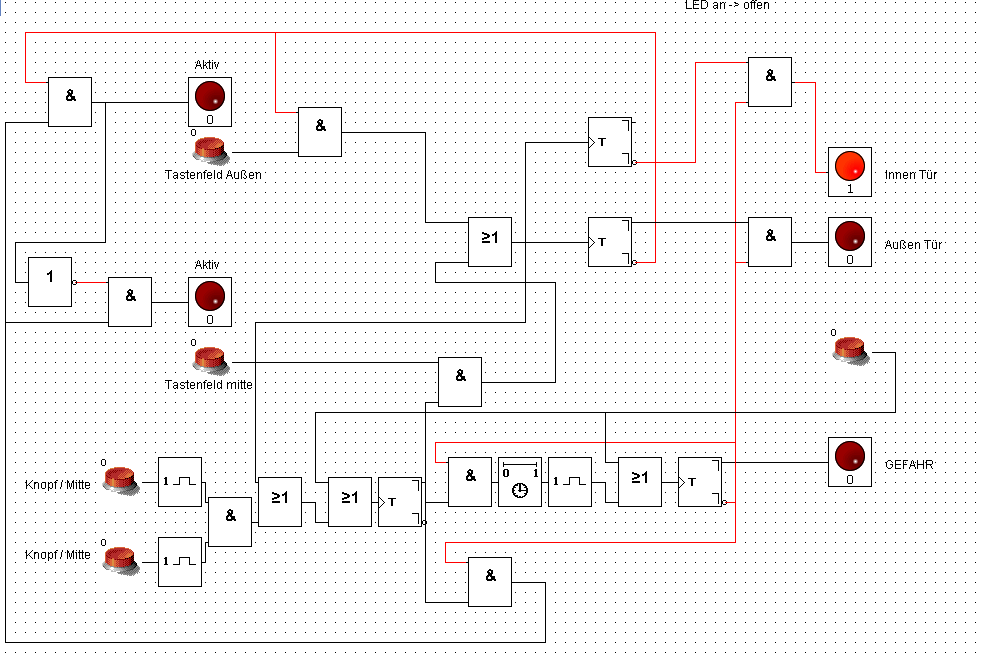 LED an -> offen
Aktiv
&
&
0
&
0
T
Tastenfeld Außen
Innen Tür
1
≥1
T
&
Außen Tür
0
Aktiv
1
&
0
0
0
Tastenfeld mitte
&
0
Knopf / Mitte
1
&
0 1
1
≥1
T
GEFAHR
0
≥1
≥1
T
&
0
Knopf / Mitte
1
&